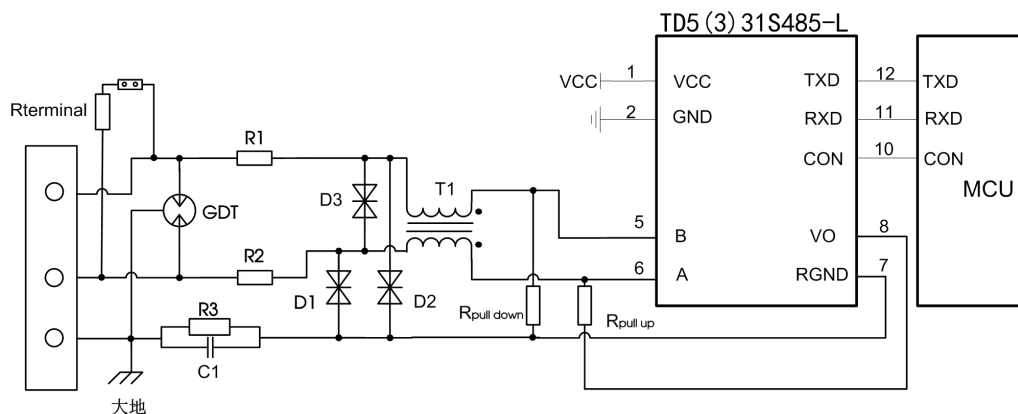 TD5(3)31S485-L
VCC 1 VCC TXD 12 TXD
2 GND RXD 11 RXD
CON 10 CON
MCU
Rterminal
R1
GDT
D3
T1
R2
D1
D2
5 B VO 8
6 A RGND 7
Rpull down
Rpull up
R3
C1
大地